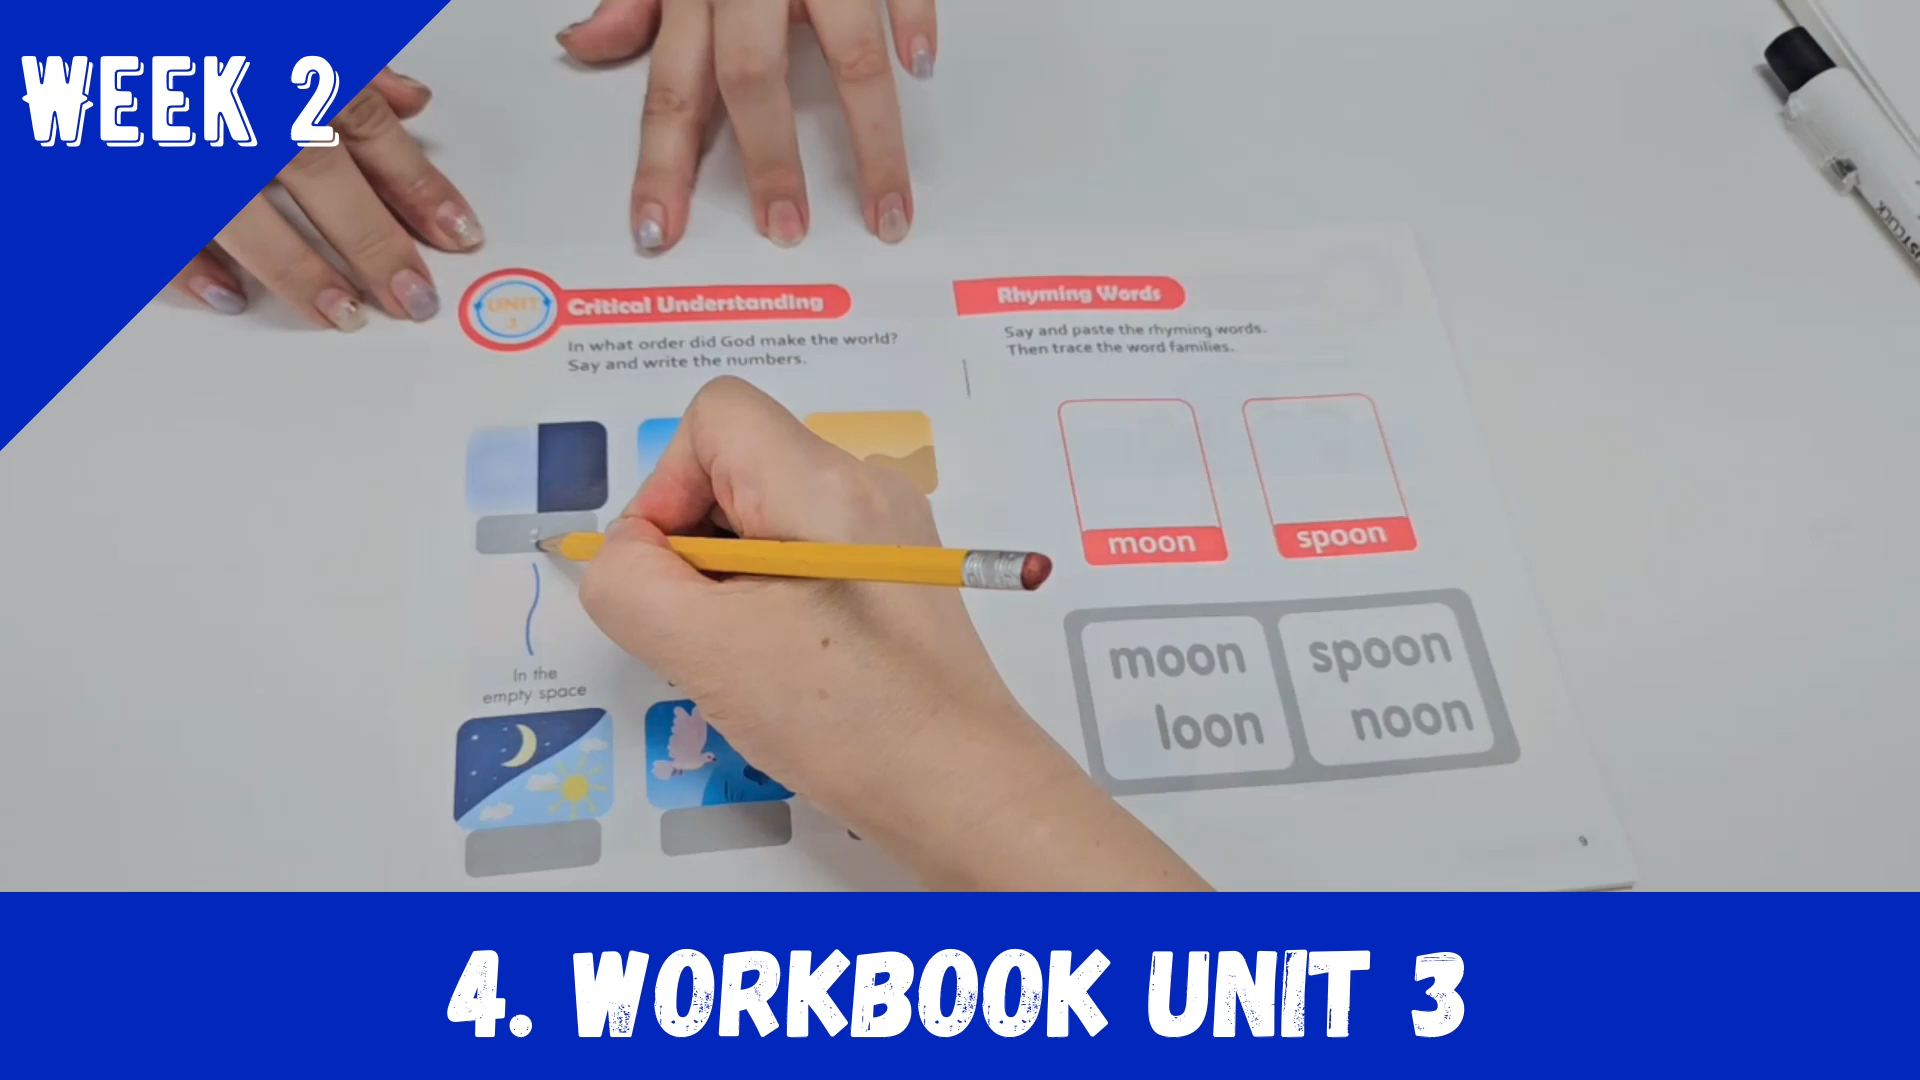 WEEK 2
UNIT
3
Critical Understanding
In what order did God make the world?
Say and write the numbers.
In the
empty space
Rhyming Words
Say and paste the rhyming words.
Then trace the word families.
moon
spoon
moon
loon
spoon
noon
9
4. WORKBOOK UNIT 3